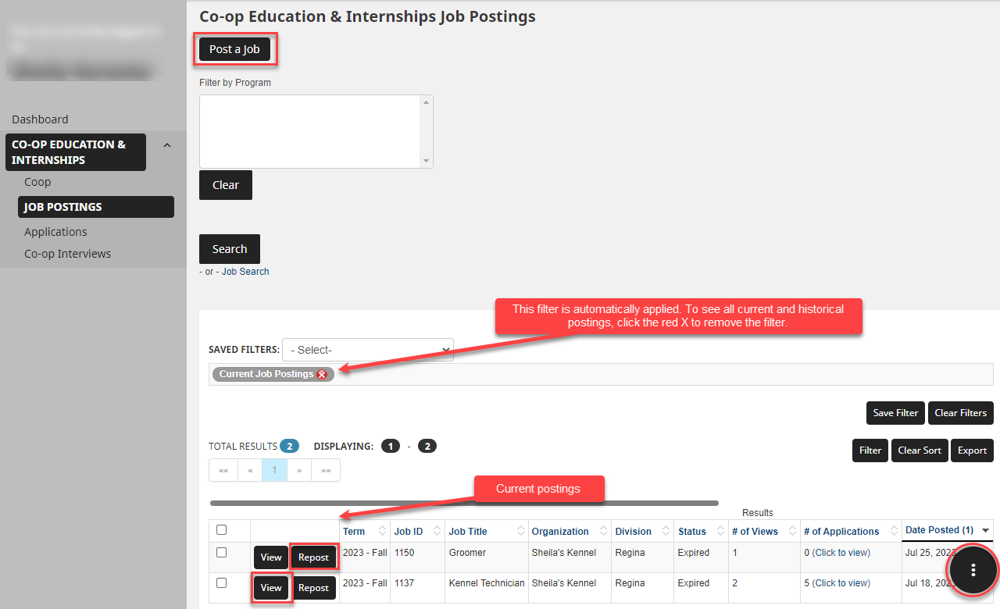 Co-op Education & Internships Job Postings
Post a Job
Filter by Program
Clear
Search
- or - Job Search
Dashboard
CO-OP EDUCATION &
INTERNSHIPS
Coop
JOB POSTINGS
Applications
Co-op Interviews
This filter is automatically applied. To see all current and historical
postings, click the red X to remove the filter.
SAVED FILTERS: - Select-
Current Job Postings
Save Filter Clear Filters
TOTAL RESULTS 2 DISPLAYING: 1 - 2
Filter Clear Sort Export
«« « 1 » »»
Current postings
Results
Term Job ID Job Title Organization Division Status # of Views # of Applications Date Posted (1)
View Repost 2023 - Fall 1150 Groomer Sheila's Kennel Regina Expired 1 0 (Click to view) Jul 25,
View Repost 2023 - Fall 1137 Kennel Technician Sheila's Kennel Regina Expired 2 5 (Click to view) Jul 18,